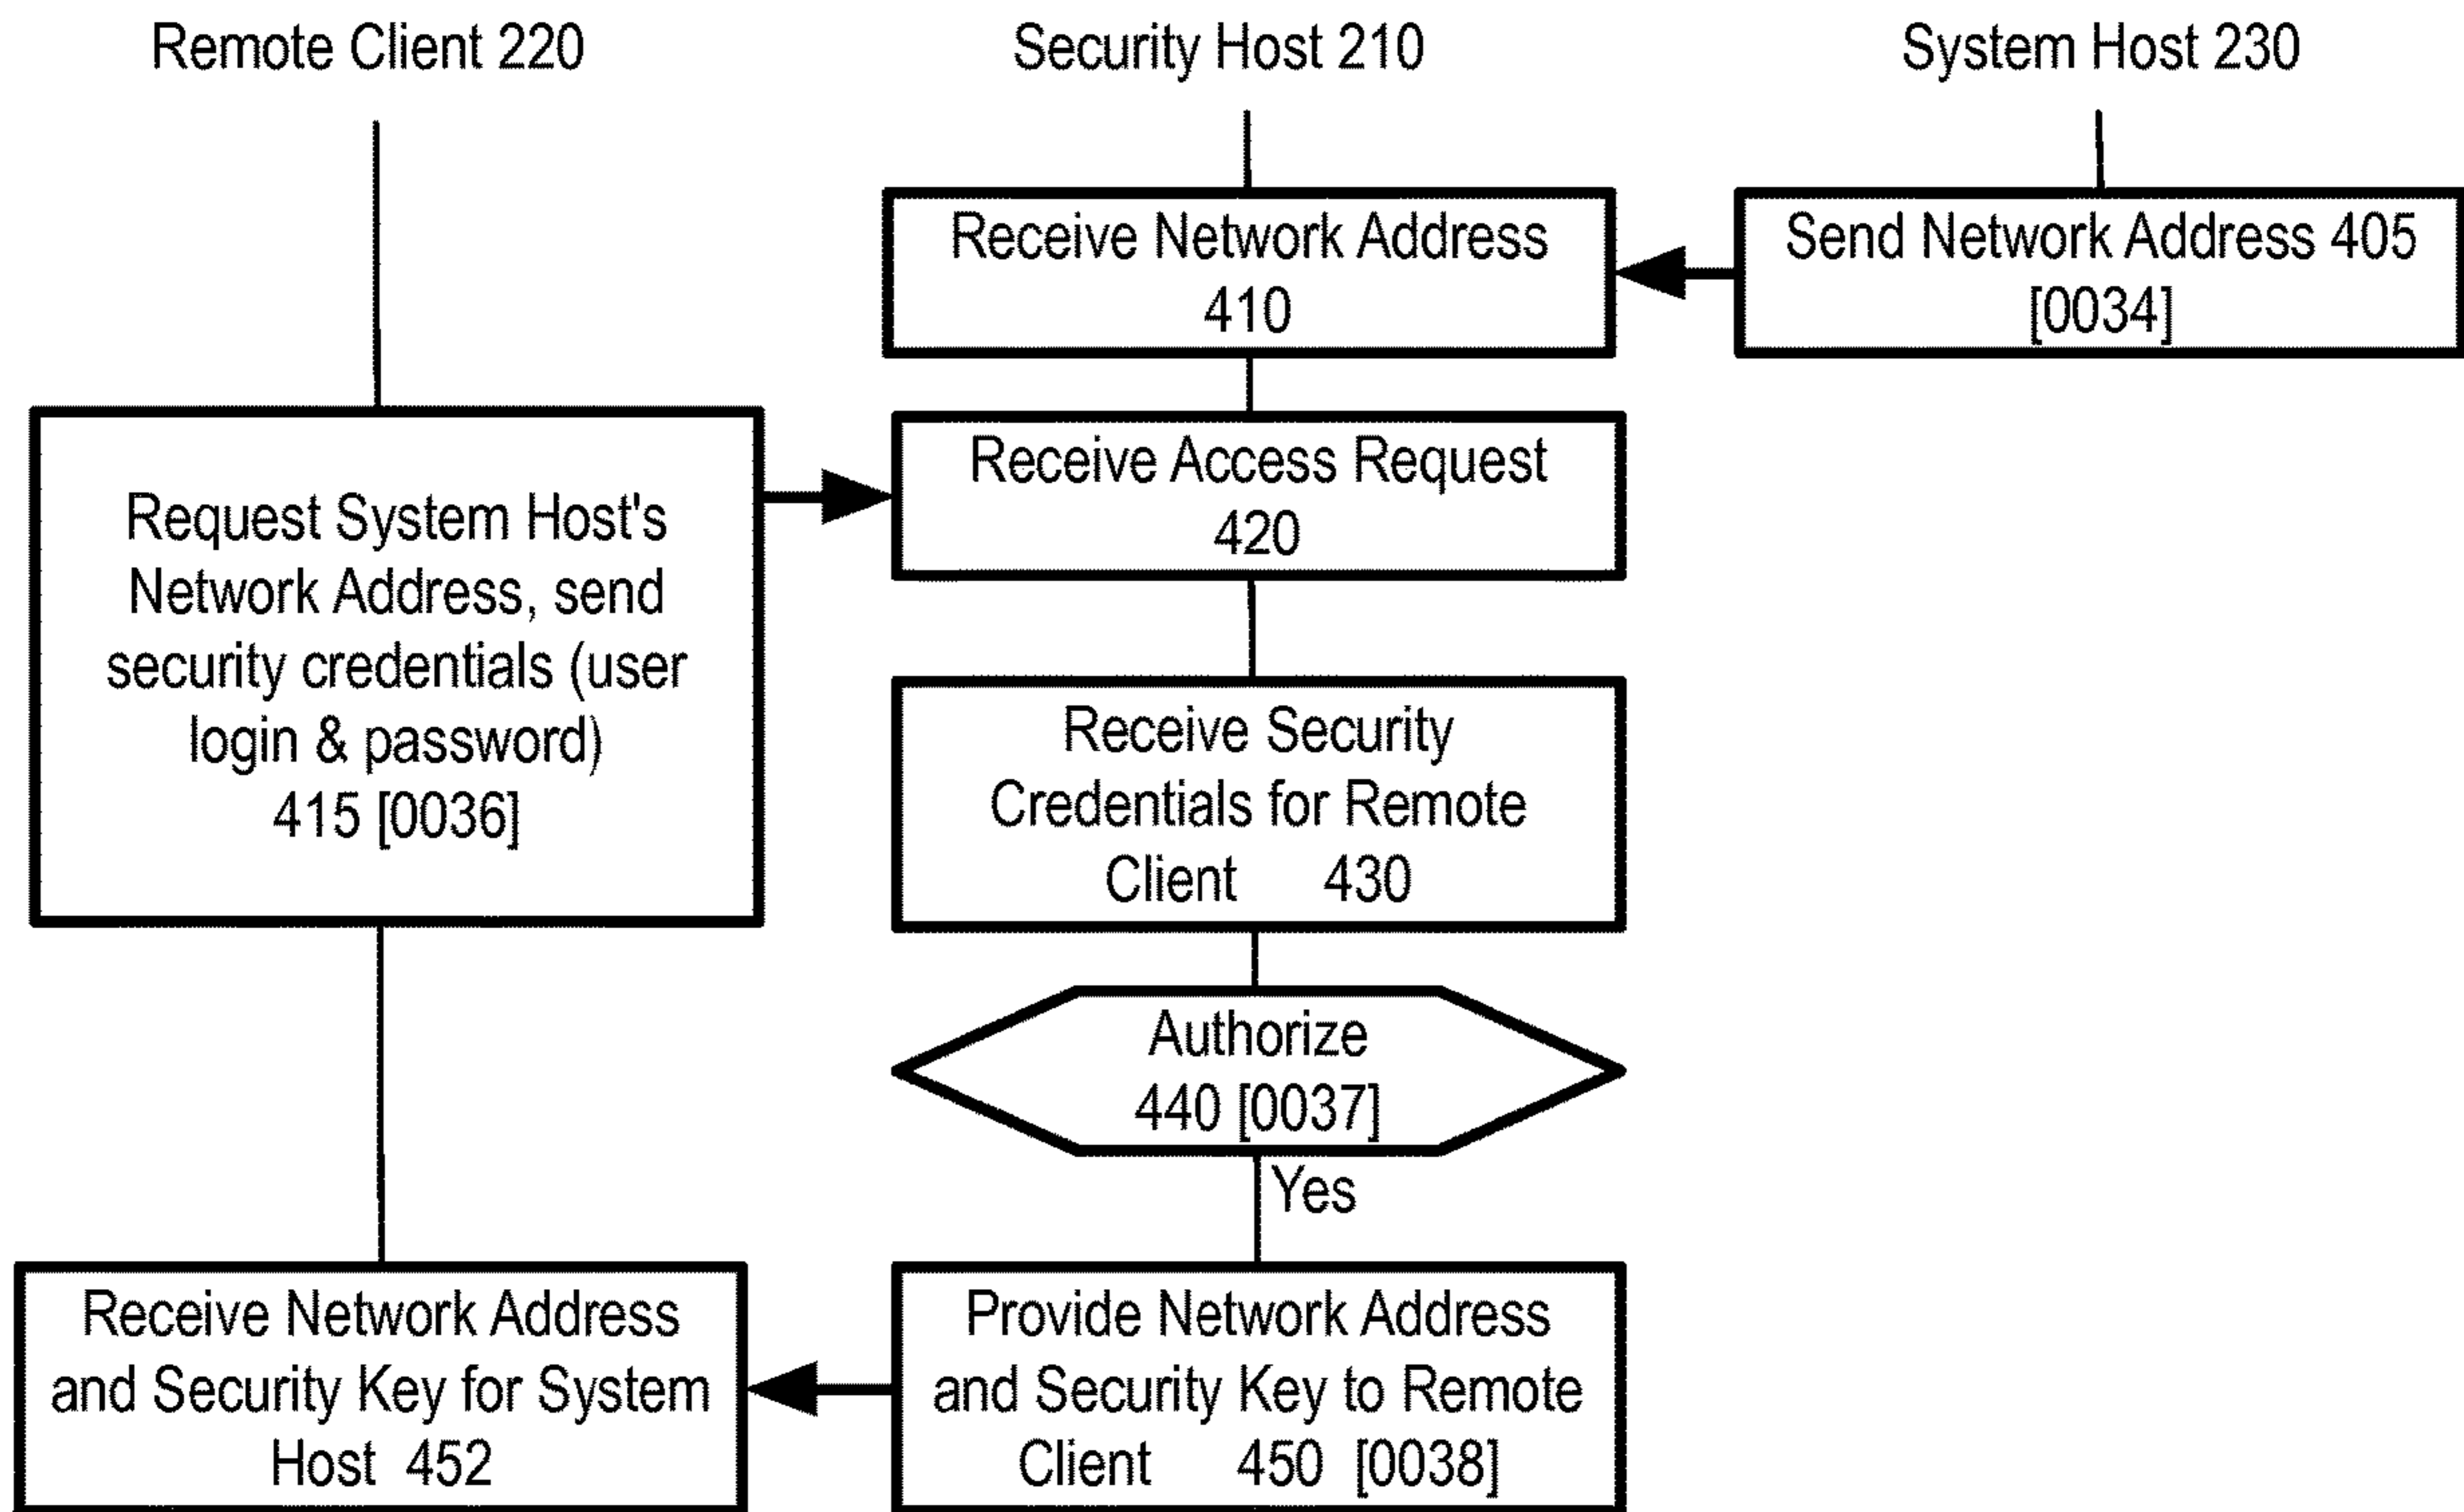 Remote Client 220
Security Host 210
System Host 230
Receive Network Address
410
Send Network Address 405
[0034]
Request System Host's
Network Address, send
security credentials (user
login & password)
415 [0036]
Receive Access Request
420
Receive Security
Credentials for Remote
Client 430
Authorize
440 [0037]
Yes
Receive Network Address
and Security Key for System
Host 452
Provide Network Address
and Security Key to Remote
Client 450 [0038]